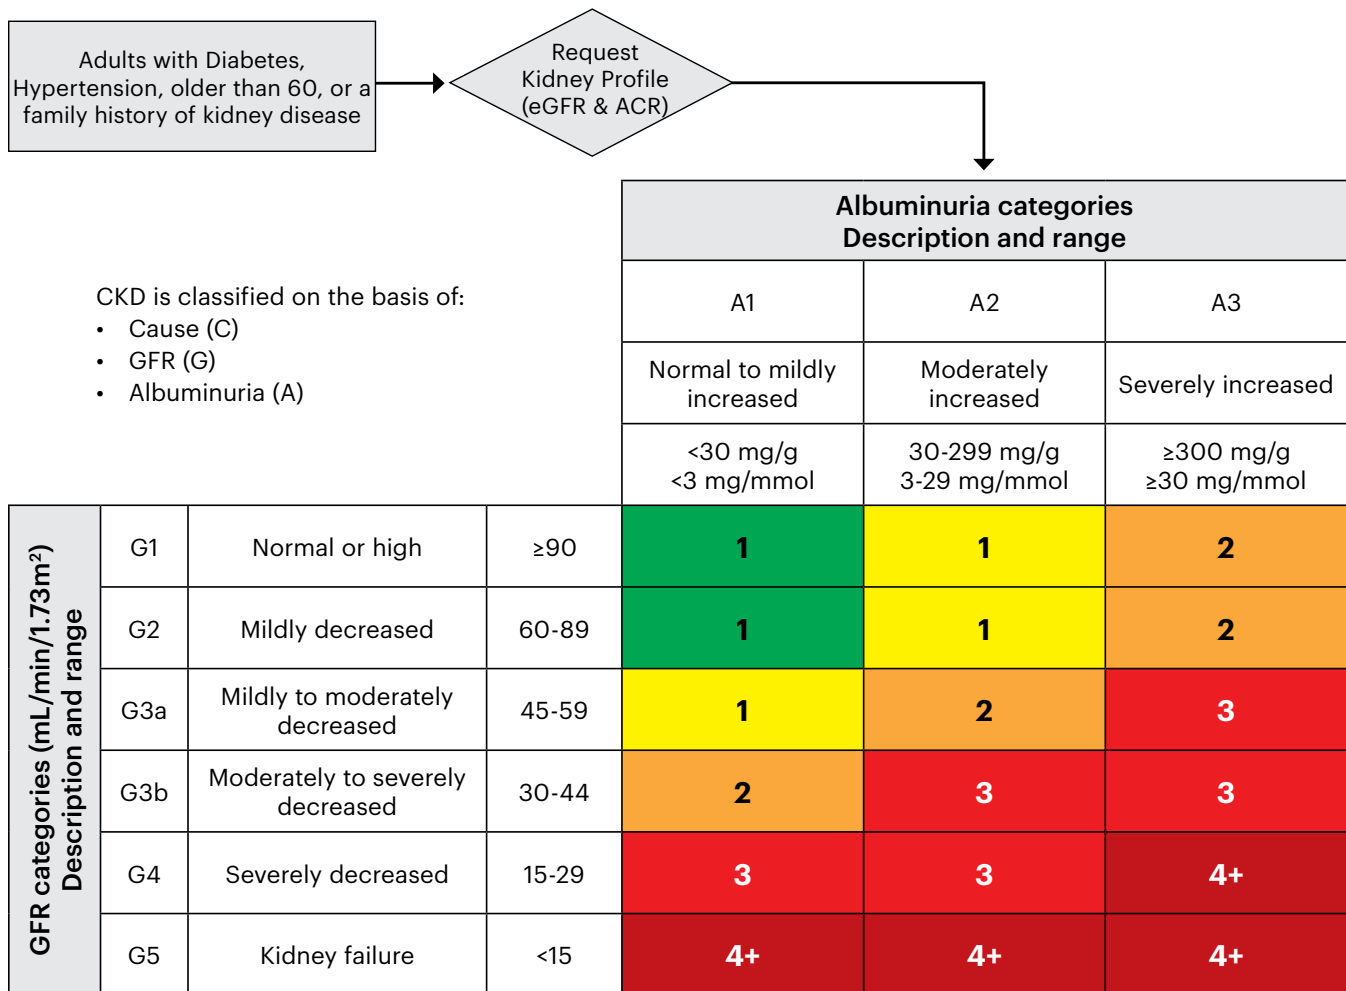 Adults with Diabetes,
Hypertension, older than 60, or a
family history of kidney disease
Request
Kidney Profile
(eGFR & ACR)
Albuminuria categories
Description and range
CKD is classified on the basis of:
• Cause (C)
• GFR (G)
• Albuminuria (A)
A1
A2
A3
Normal to mildly
increased
Moderately
increased
Severely increased
<30 mg/g
<3 mg/mmol
30-299 mg/g
3-29 mg/mmol
≥300 mg/g
≥30 mg/mmol
GFR categories (mL/min/1.73m²)
Description and range
G1 Normal or high ≥90 1 1 2
G2 Mildly decreased 60-89 1 1 2
G3a Mildly to moderately
decreased 45-59 1 2 3
G3b Moderately to severely
decreased 30-44 2 3 3
G4 Severely decreased 15-29 3 3 4+
G5 Kidney failure <15 4+ 4+ 4+